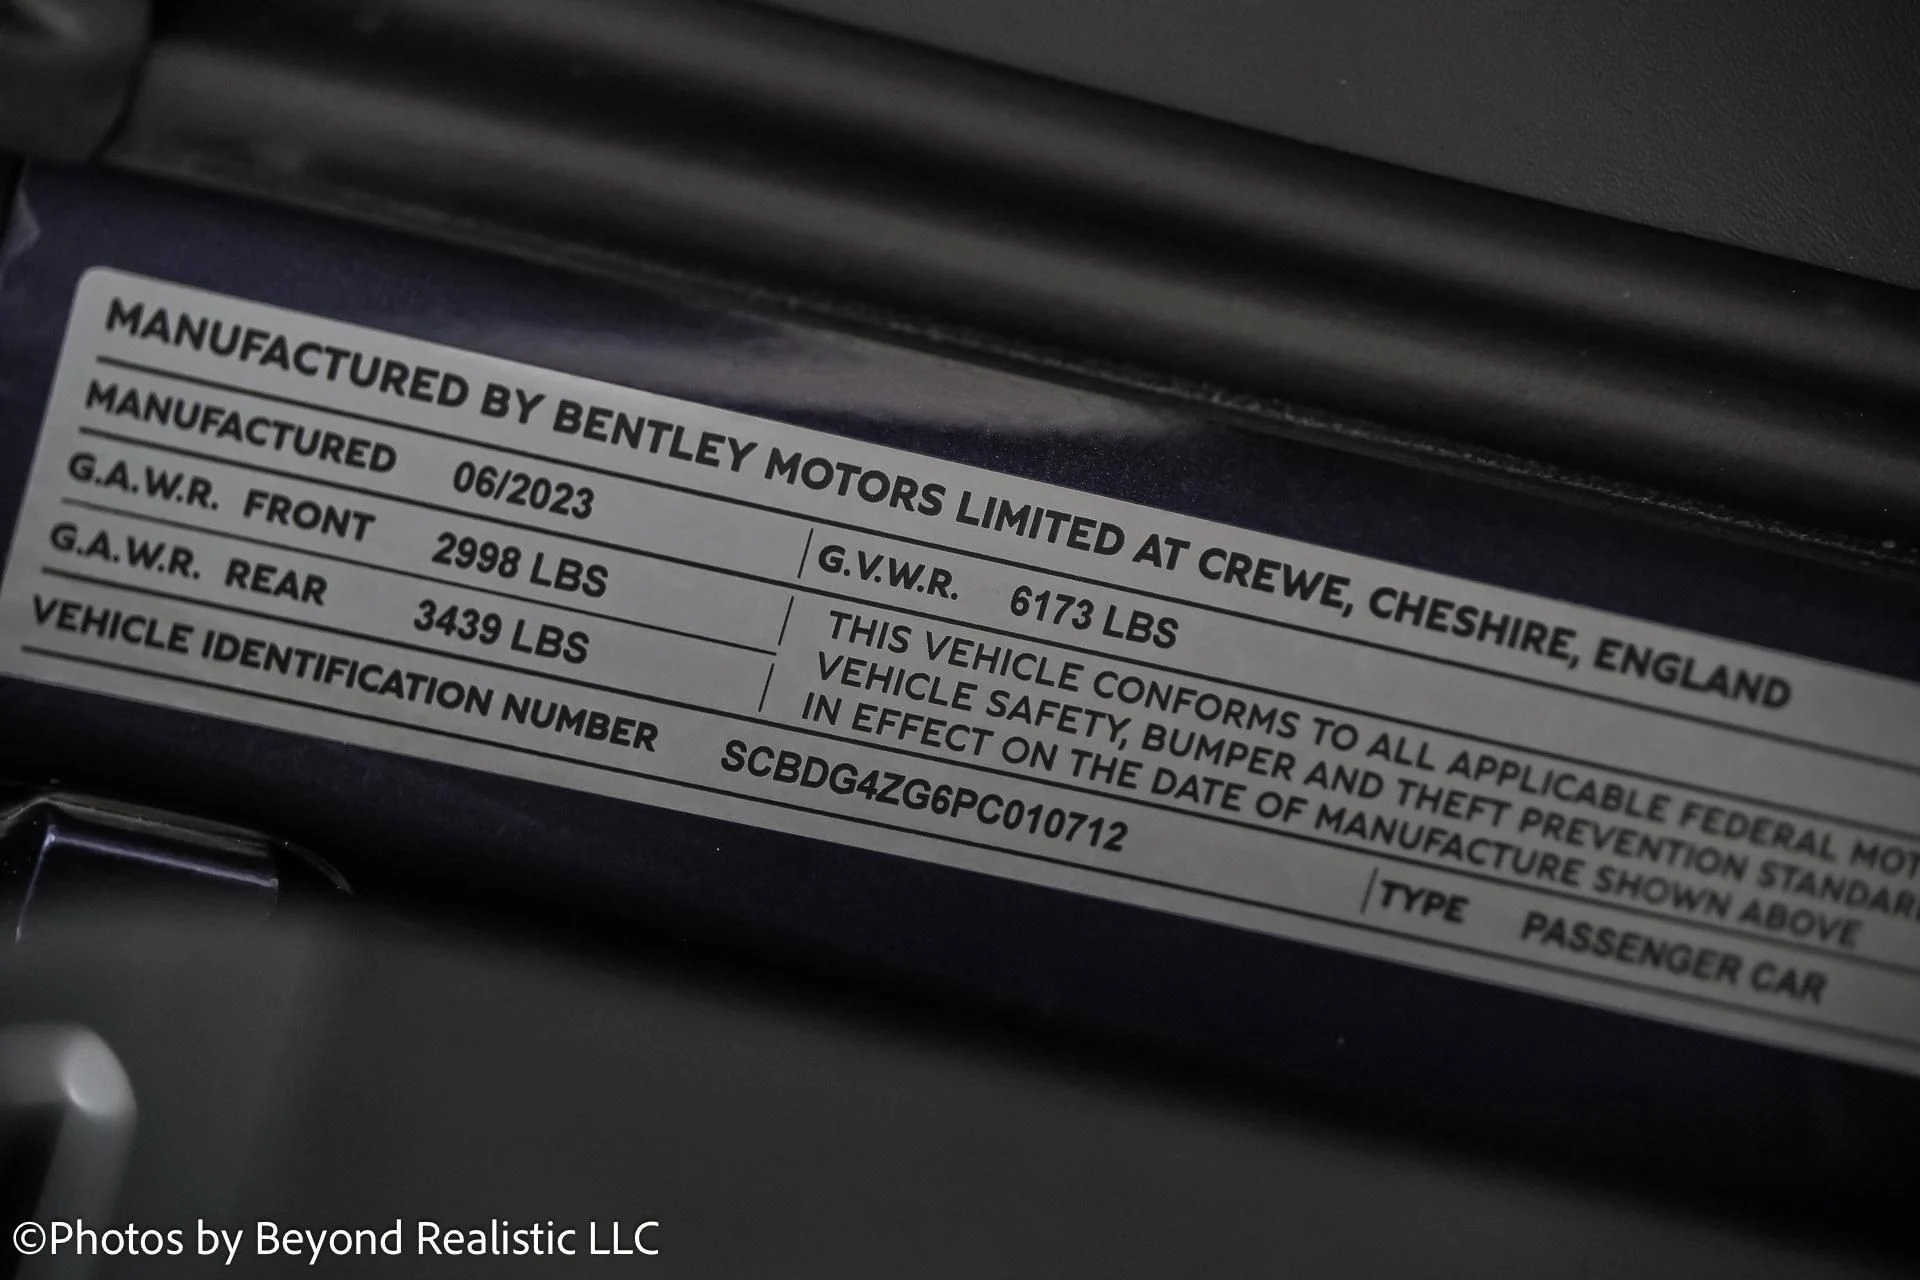 MANUFACTURED BY BENTLEY MOTORS LIMITED AT CREWE, CHESHIRE, ENGLAND
MANUFACTURED 06/2023 G.V.W.R. 6173 LBS
G.A.W.R. FRONT 2998 LBS
G.A.W.R. REAR 3439 LBS
THIS VEHICLE CONFORMS TO ALL APPLICABLE FEDERAL MOT
VEHICLE SAFETY, BUMPER AND THEFT PREVENTION STANDAR
IN EFFECT ON THE DATE OF MANUFACTURE SHOWN ABOVE
VEHICLE IDENTIFICATION NUMBER SCBDG4ZG6PC010712 TYPE PASSENGER CAR
©Photos by Beyond Realistic LLC